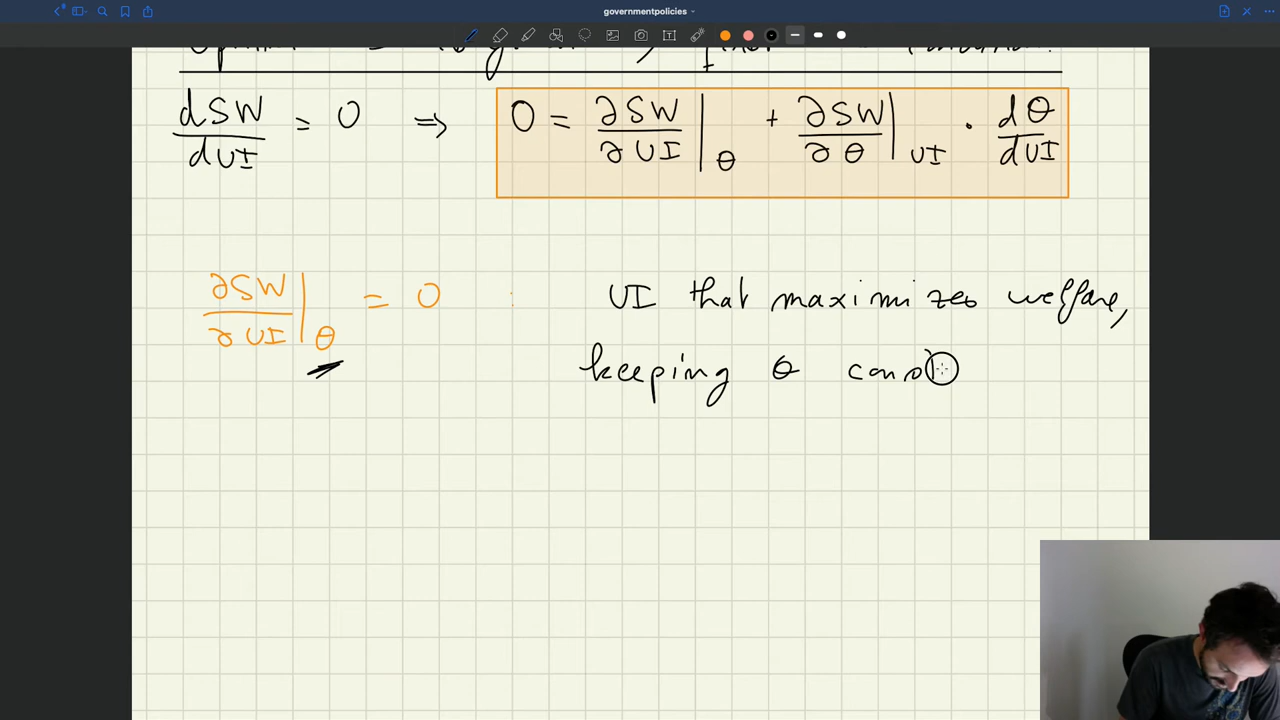 governmentpolicies
dSW/dUI = 0 ⇒ 0 = ∂SW/∂UI |θ + ∂SW/∂θ |UI · dθ/dUI
∂SW/∂UI |θ = 0 : UI that maximizes welfare,
keeping θ const